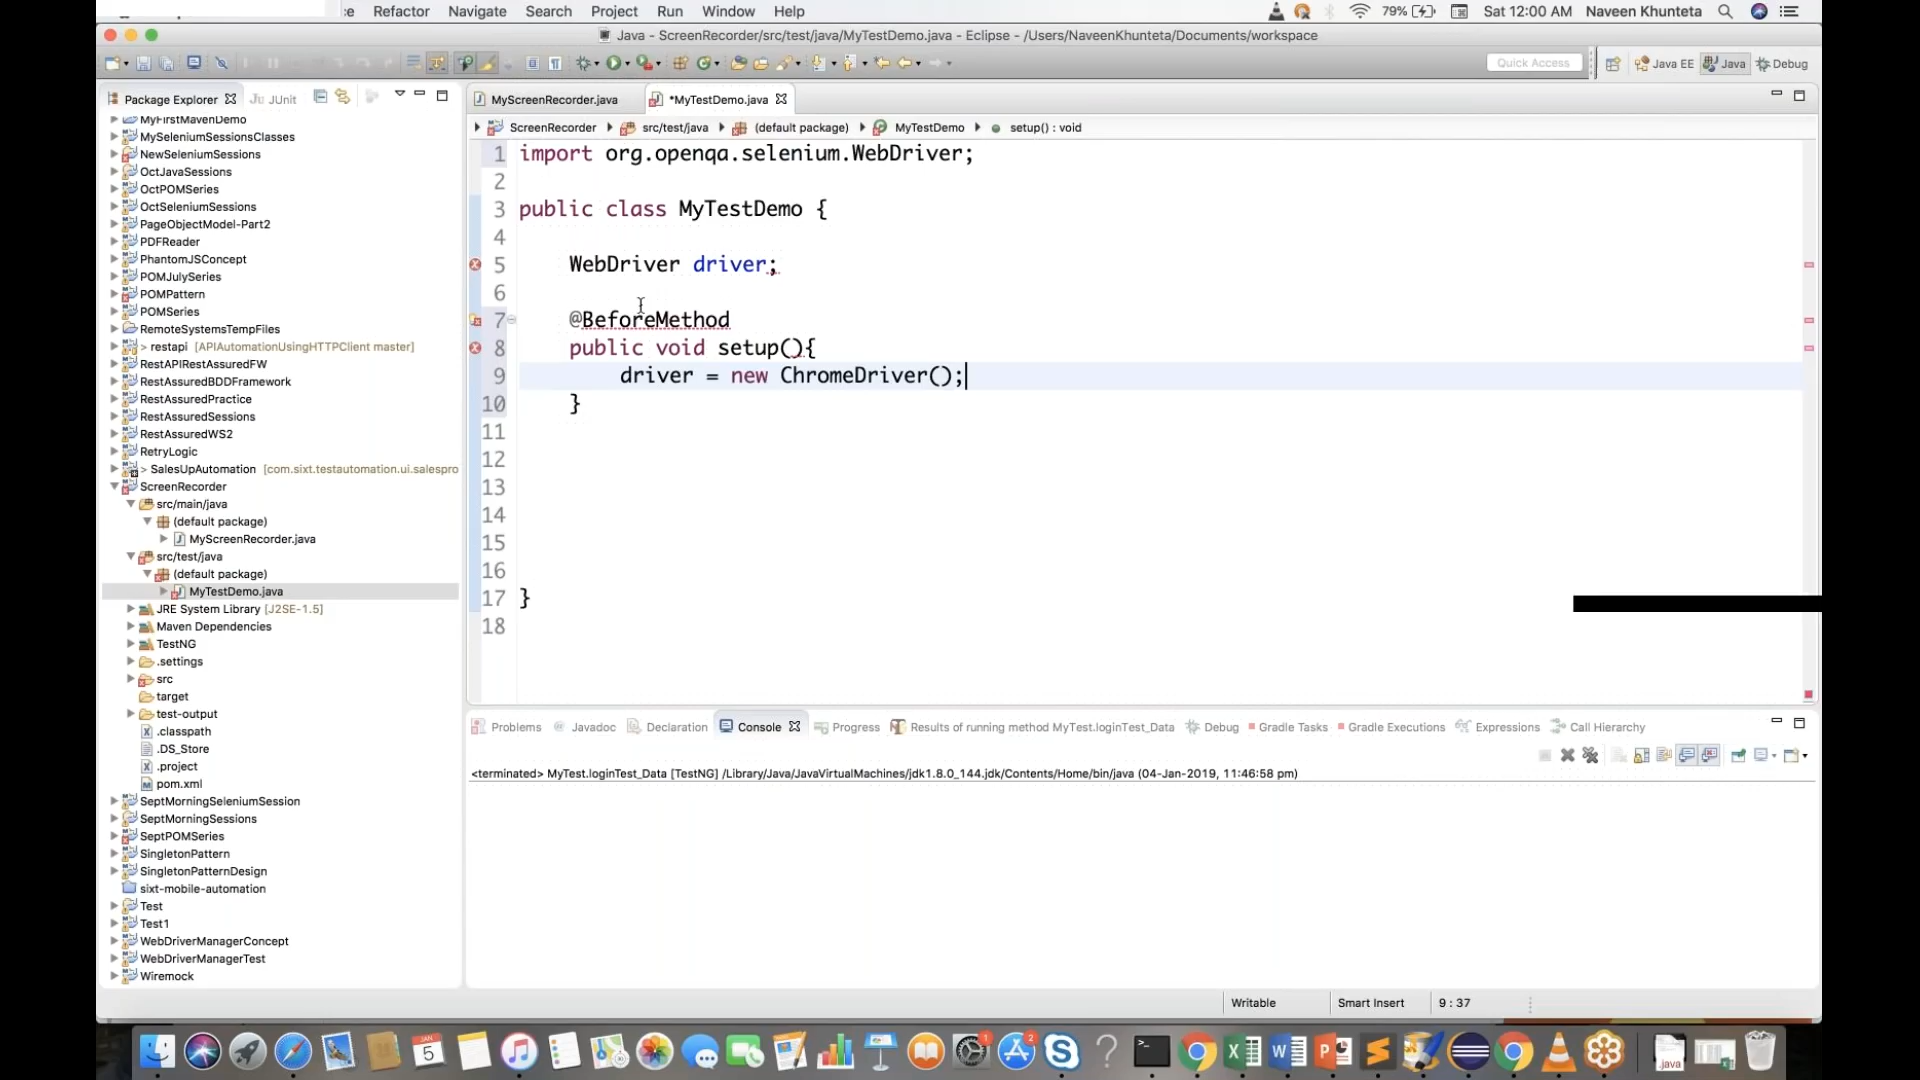 Refactor Navigate Search Project Run Window Help 79% Sat 12:00 AM Naveen Khunteta
Java - ScreenRecorder/src/test/java/MyTestDemo.java - Eclipse - /Users/NaveenKhunteta/Documents/workspace
Quick Access Java EE Java Debug
Package Explorer JUnit
MyScreenRecorder.java *MyTestDemo.java
ScreenRecorder src/test/java (default package) MyTestDemo setup() : void
MyFirstMavenDemo
MySeleniumSessionsClasses
NewSeleniumSessions
OctJavaSessions
OctPOMSeries
OctSeleniumSessions
PageObjectModel-Part2
PDFReader
PhantomJSConcept
POMJulySeries
POMPattern
POMSeries
RemoteSystemsTempFiles
> restapi [APIAutomationUsingHTTPClient master]
RestAPIRestAssuredFW
RestAssuredBDDFramework
RestAssuredPractice
RestAssuredSessions
RestAssuredWS2
RetryLogic
> SalesUpAutomation [com.sixt.testautomation.ui.salespro
ScreenRecorder
src/main/java
(default package)
MyScreenRecorder.java
src/test/java
(default package)
MyTestDemo.java
JRE System Library [J2SE-1.5]
Maven Dependencies
TestNG
.settings
src
target
test-output
.classpath
.DS_Store
.project
pom.xml
SeptMorningSeleniumSession
SeptMorningSessions
SeptPOMSeries
SingletonPattern
SingletonPatternDesign
sixt-mobile-automation
Test
Test1
WebDriverManagerConcept
WebDriverManagerTest
Wiremock
1 import org.openqa.selenium.WebDriver;
2
3 public class MyTestDemo {
4
5 WebDriver driver;
6
7 @BeforeMethod
8 public void setup(){
9 driver = new ChromeDriver();
10 }
11
12
13
14
15
16
17 }
18
Problems Javadoc Declaration Console Progress Results of running method MyTest.loginTest_Data Debug Gradle Tasks Gradle Executions Expressions Call Hierarchy
<terminated> MyTest.loginTest_Data [TestNG] /Library/Java/JavaVirtualMachines/jdk1.8.0_144.jdk/Contents/Home/bin/java (04-Jan-2019, 11:46:58 pm)
Writable Smart Insert 9 : 37
JAN
5
1
2